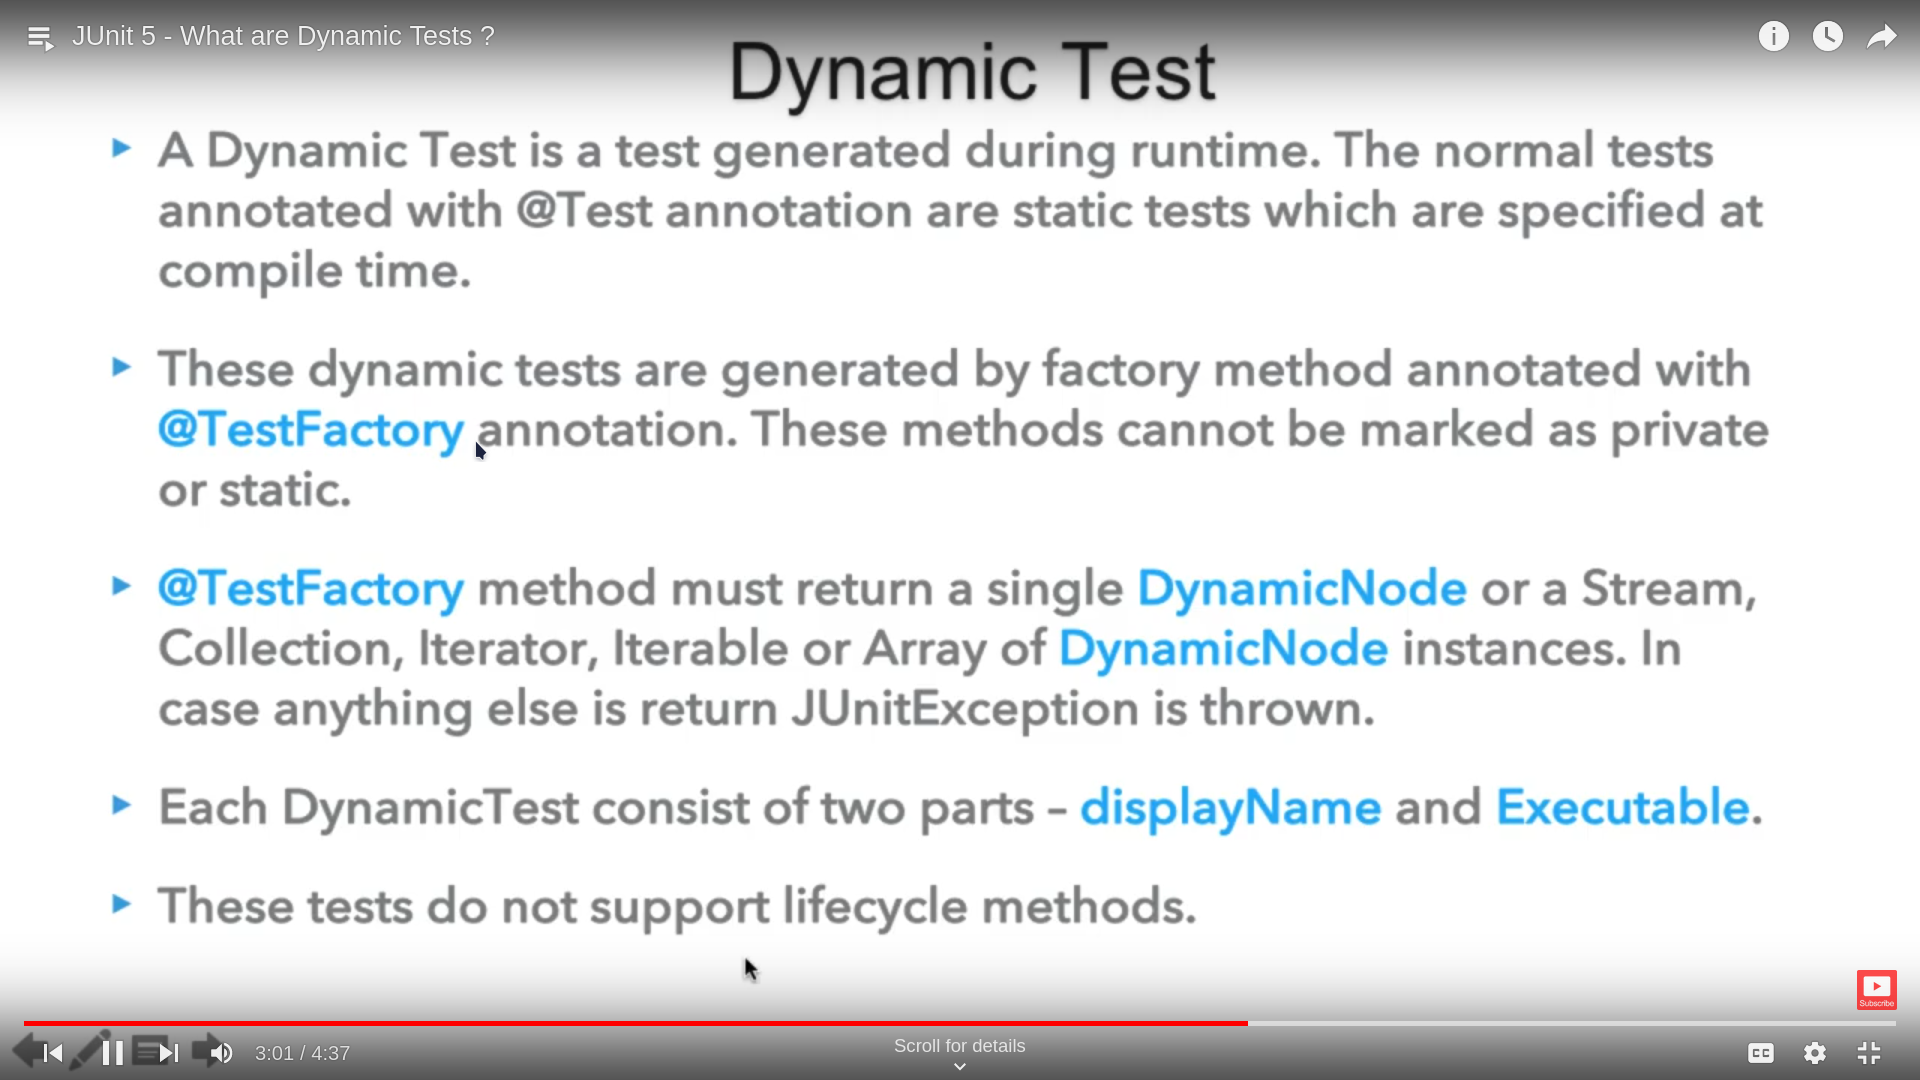 JUnit 5 - What are Dynamic Tests ?
Dynamic Test
A Dynamic Test is a test generated during runtime. The normal tests
annotated with @Test annotation are static tests which are specified at
compile time.
These dynamic tests are generated by factory method annotated with
@TestFactory annotation. These methods cannot be marked as private
or static.
@TestFactory method must return a single DynamicNode or a Stream,
Collection, Iterator, Iterable or Array of DynamicNode instances. In
case anything else is return JUnitException is thrown.
Each DynamicTest consist of two parts – displayName and Executable.
These tests do not support lifecycle methods.
Subscribe
3:01 / 4:37
Scroll for details
CC